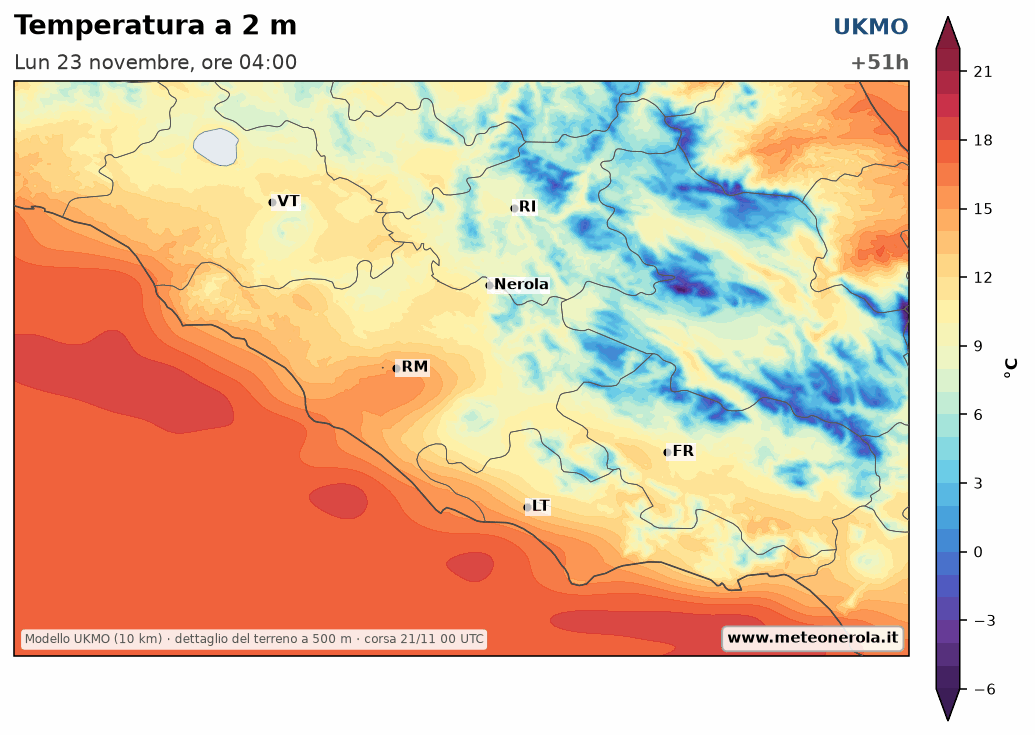 Temperatura a 2 m
UKMO
Lun 23 novembre, ore 04:00
+51h
VT
RI
Nerola
RM
FR
LT
Modello UKMO (10 km) · dettaglio del terreno a 500 m · corsa 21/11 00 UTC
www.meteonerola.it
21
18
15
12
9
6
3
0
−3
−6
°C